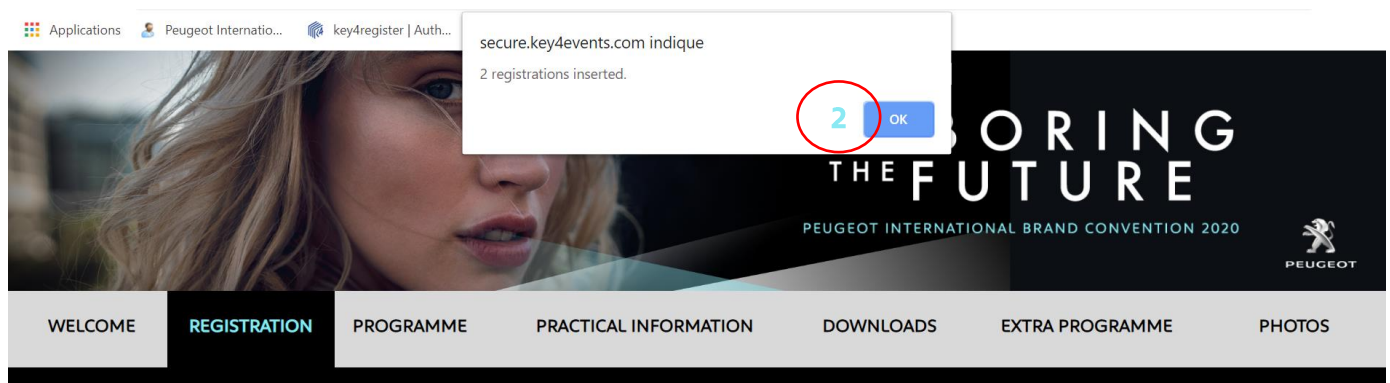 Applications Peugeot Internatio... key4register | Auth...
secure.key4events.com indique
2 registrations inserted.
2 OK
ORING
THE FUTURE
PEUGEOT INTERNATIONAL BRAND CONVENTION 2020
PEUGEOT
WELCOME REGISTRATION PROGRAMME PRACTICAL INFORMATION DOWNLOADS EXTRA PROGRAMME PHOTOS